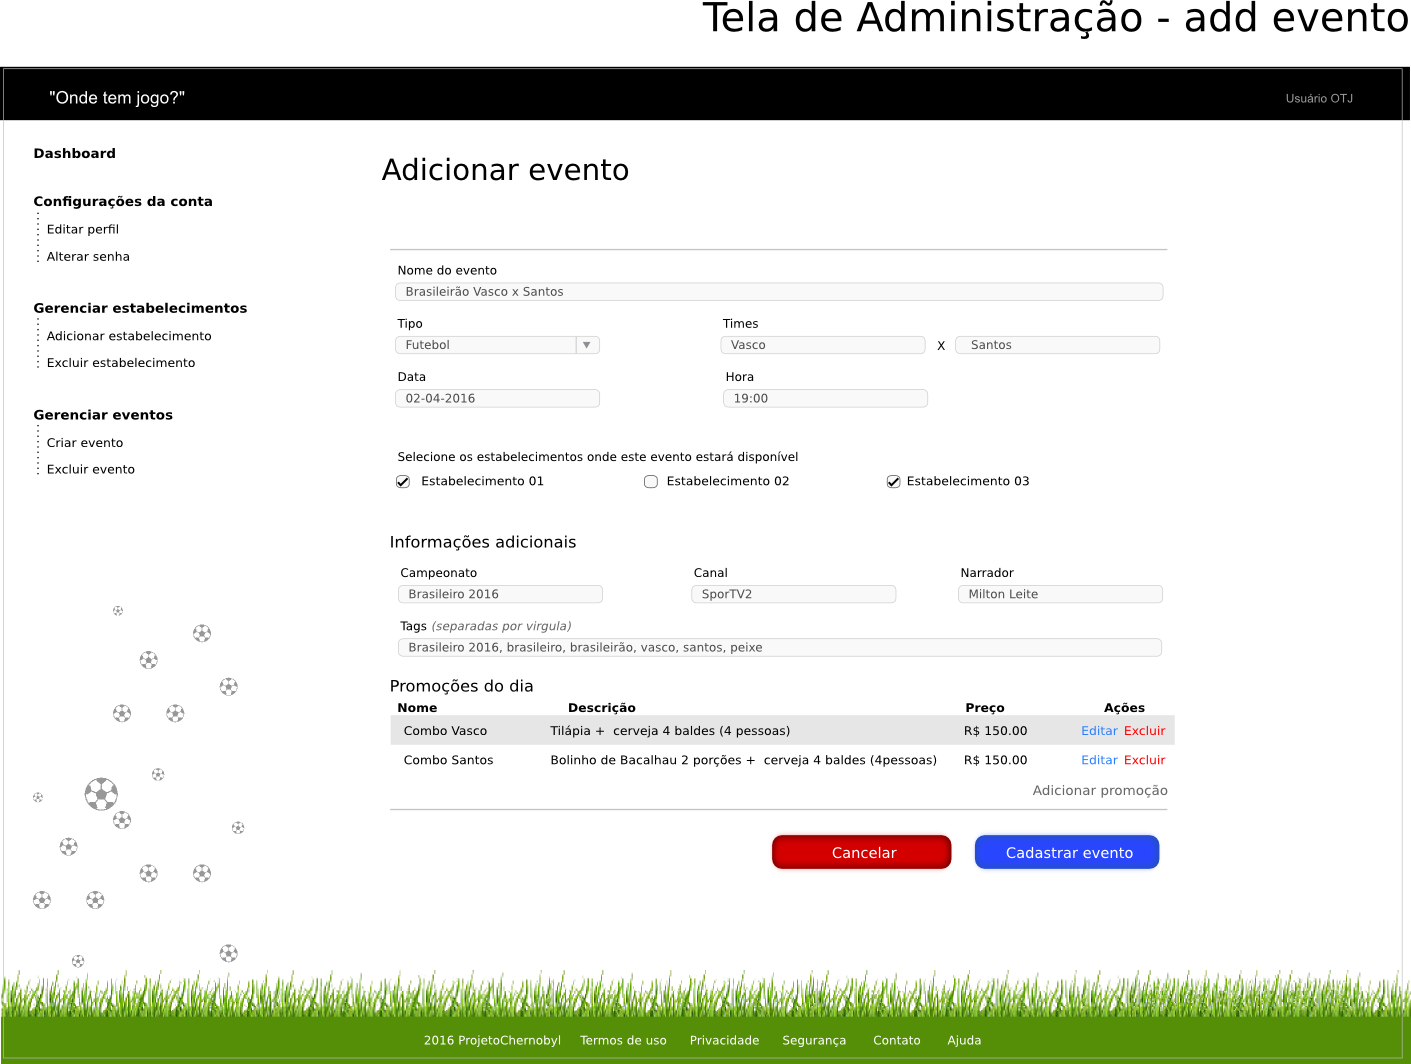 Tela de Administração - add evento
"Onde tem jogo?"
Usuário OTJ
Dashboard
Configurações da conta
Editar perfil
Alterar senha
Gerenciar estabelecimentos
Adicionar estabelecimento
Excluir estabelecimento
Gerenciar eventos
Criar evento
Excluir evento
Adicionar evento
Nome do evento
Brasileirão Vasco x Santos
Tipo Times
Futebol Vasco X Santos
Data Hora
02-04-2016 19:00
Selecione os estabelecimentos onde este evento estará disponível
Estabelecimento 01 Estabelecimento 02 Estabelecimento 03
Informações adicionais
Campeonato Canal Narrador
Brasileiro 2016 SporTV2 Milton Leite
Tags (separadas por virgula)
Brasileiro 2016, brasileiro, brasileirão, vasco, santos, peixe
Promoções do dia
Nome Descrição Preço Ações
Combo Vasco Tilápia + cerveja 4 baldes (4 pessoas) R$ 150.00 Editar Excluir
Combo Santos Bolinho de Bacalhau 2 porções + cerveja 4 baldes (4pessoas) R$ 150.00 Editar Excluir
Adicionar promoção
Cancelar Cadastrar evento
2016 ProjetoChernobyl Termos de uso Privacidade Segurança Contato Ajuda